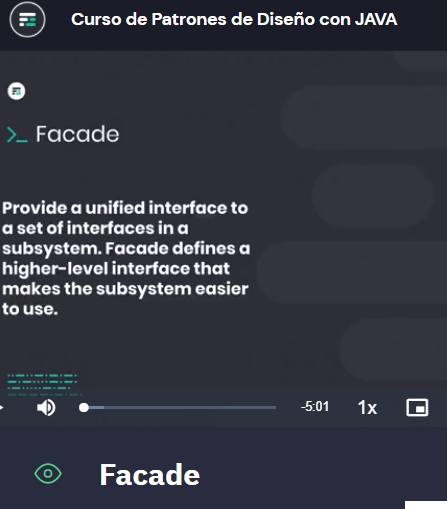 Curso de Patrones de Diseño con JAVA
>_ Facade
Provide a unified interface to
a set of interfaces in a
subsystem. Facade defines a
higher-level interface that
makes the subsystem easier
to use.
-5:01
1x
Facade